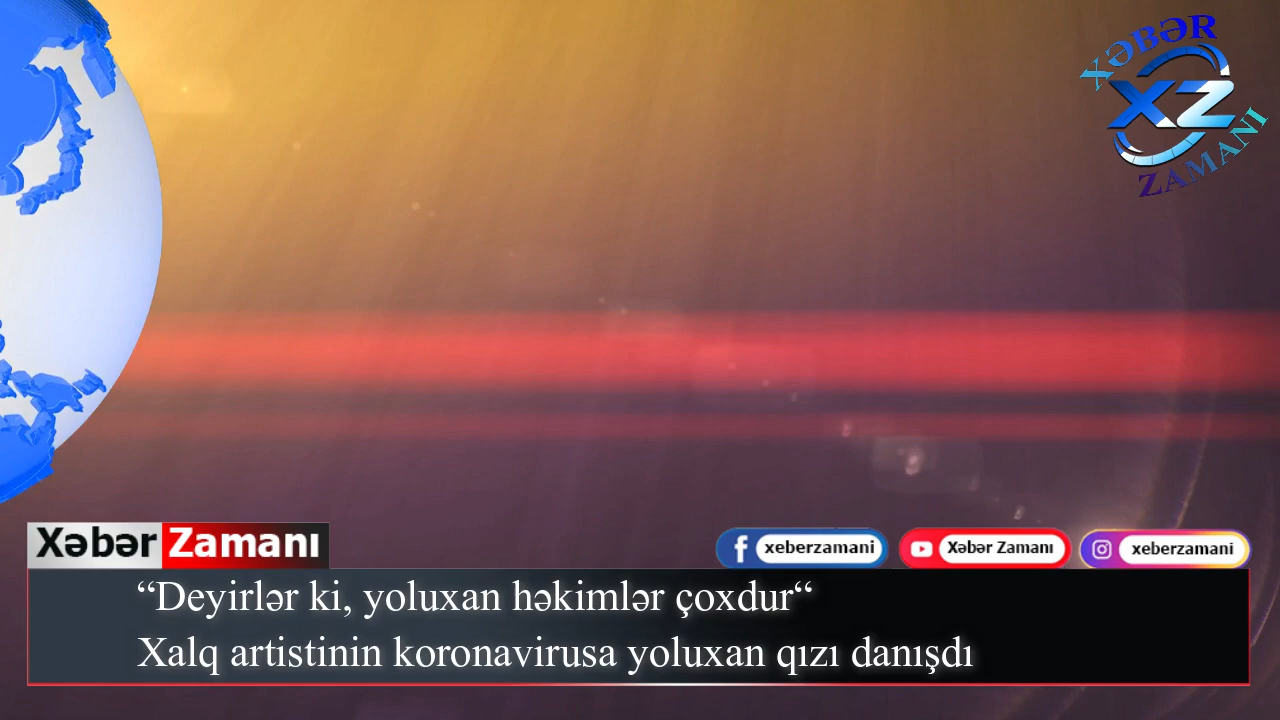 XƏBƏR
XZ
ZAMANI
Xəbər Zamanı
xeberzamani
Xəbər Zamanı
xeberzamani
“Deyirlər ki, yoluxan həkimlər çoxdur“
Xalq artistinin koronavirusa yoluxan qızı danışdı